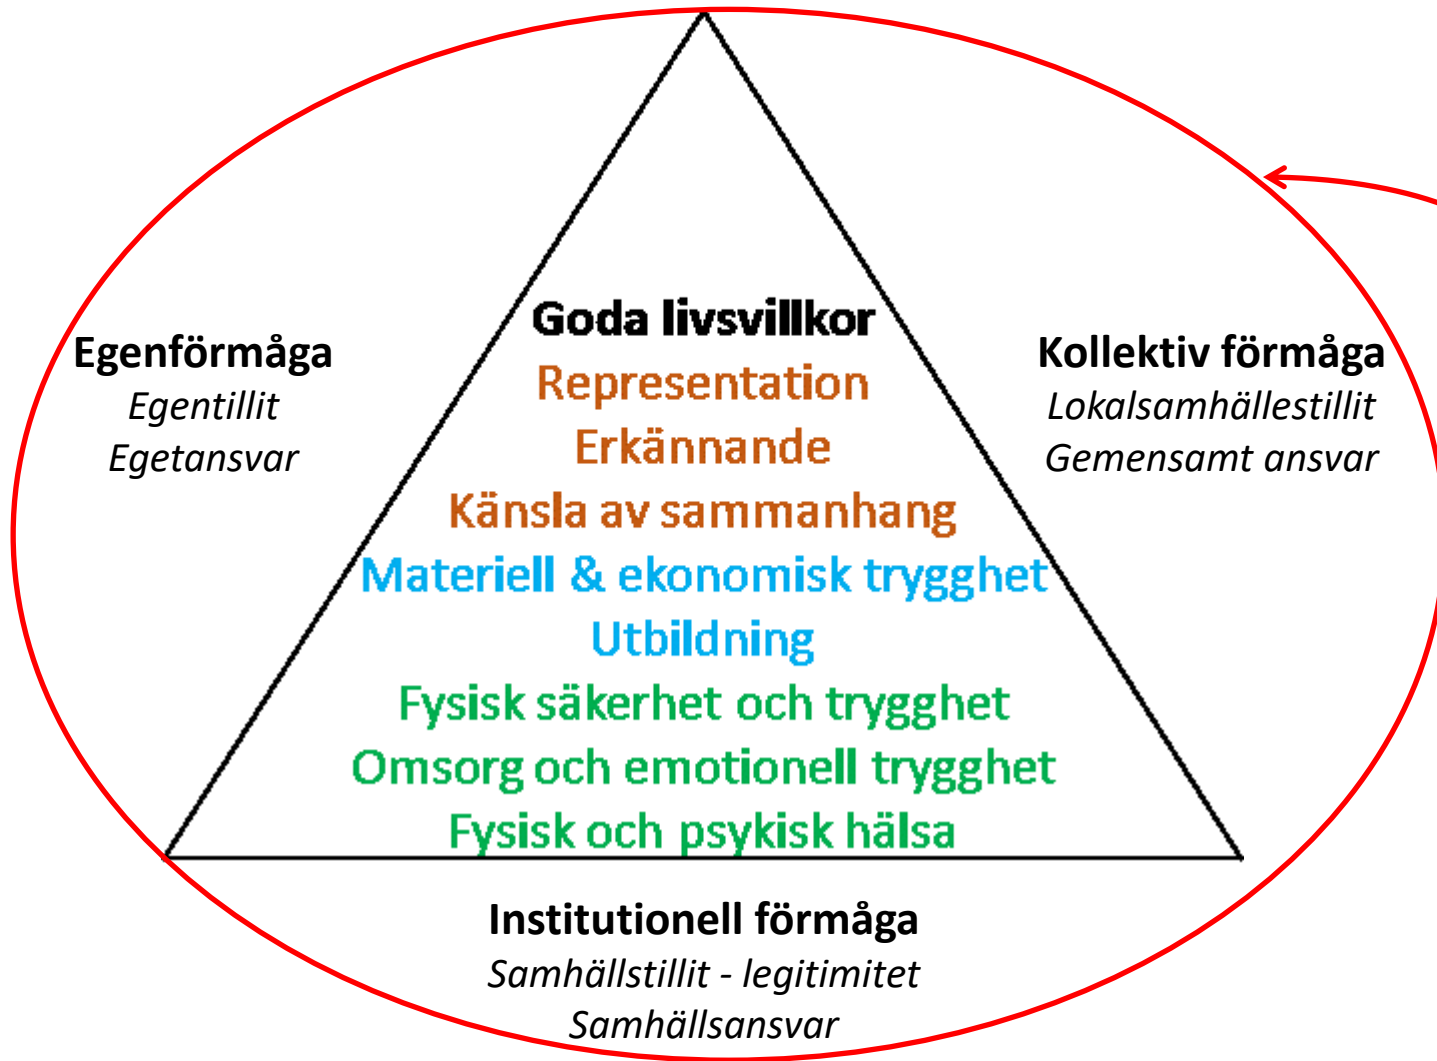 Goda livsvillkor
Representation
Erkännande
Känsla av sammanhang
Materiell & ekonomisk trygghet
Utbildning
Fysisk säkerhet och trygghet
Omsorg och emotionell trygghet
Fysisk och psykisk hälsa
Egenförmåga
Egentillit
Egetansvar
Kollektiv förmåga
Lokalsamhällestillit
Gemensamt ansvar
Institutionell förmåga
Samhällstillit - legitimitet
Samhällsansvar